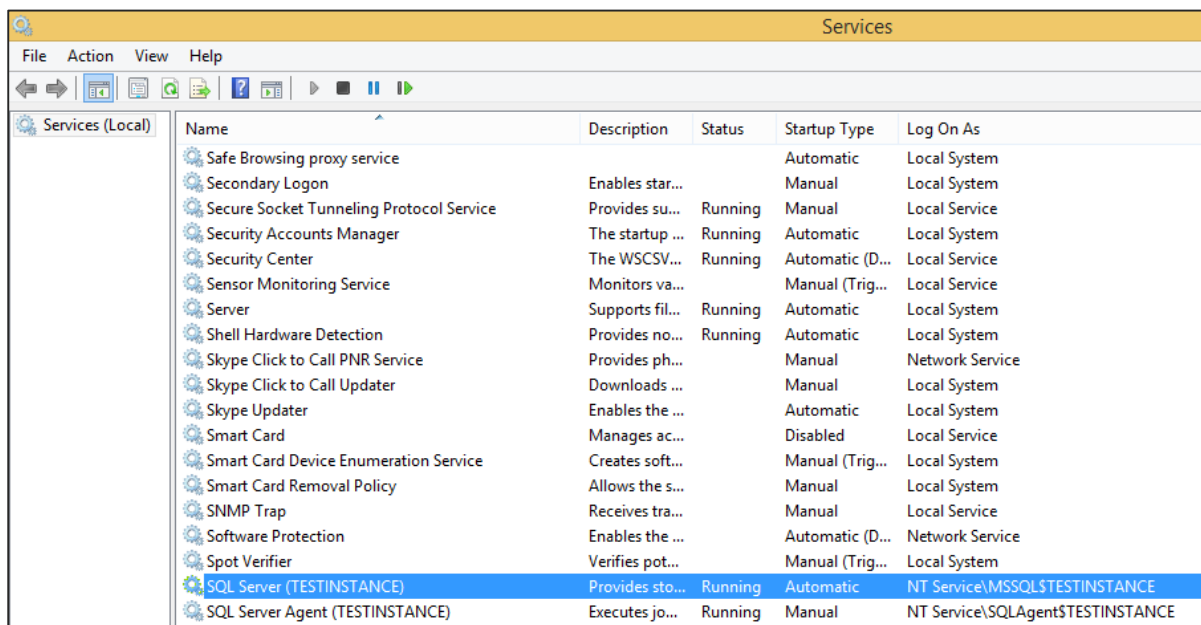 Services
File Action View Help
Services (Local)
Name Description Status Startup Type Log On As
Safe Browsing proxy service Automatic Local System
Secondary Logon Enables star... Manual Local System
Secure Socket Tunneling Protocol Service Provides su... Running Manual Local Service
Security Accounts Manager The startup ... Running Automatic Local System
Security Center The WSCSV... Running Automatic (D... Local Service
Sensor Monitoring Service Monitors va... Manual (Trig... Local Service
Server Supports fil... Running Automatic Local System
Shell Hardware Detection Provides no... Running Automatic Local System
Skype Click to Call PNR Service Provides ph... Manual Network Service
Skype Click to Call Updater Downloads ... Manual Local System
Skype Updater Enables the ... Automatic Local System
Smart Card Manages ac... Disabled Local Service
Smart Card Device Enumeration Service Creates soft... Manual (Trig... Local System
Smart Card Removal Policy Allows the s... Manual Local System
SNMP Trap Receives tra... Manual Local Service
Software Protection Enables the ... Automatic (D... Network Service
Spot Verifier Verifies pot... Manual (Trig... Local System
SQL Server (TESTINSTANCE) Provides sto... Running Automatic NT Service\MSSQL$TESTINSTANCE
SQL Server Agent (TESTINSTANCE) Executes jo... Running Manual NT Service\SQLAgent$TESTINSTANCE